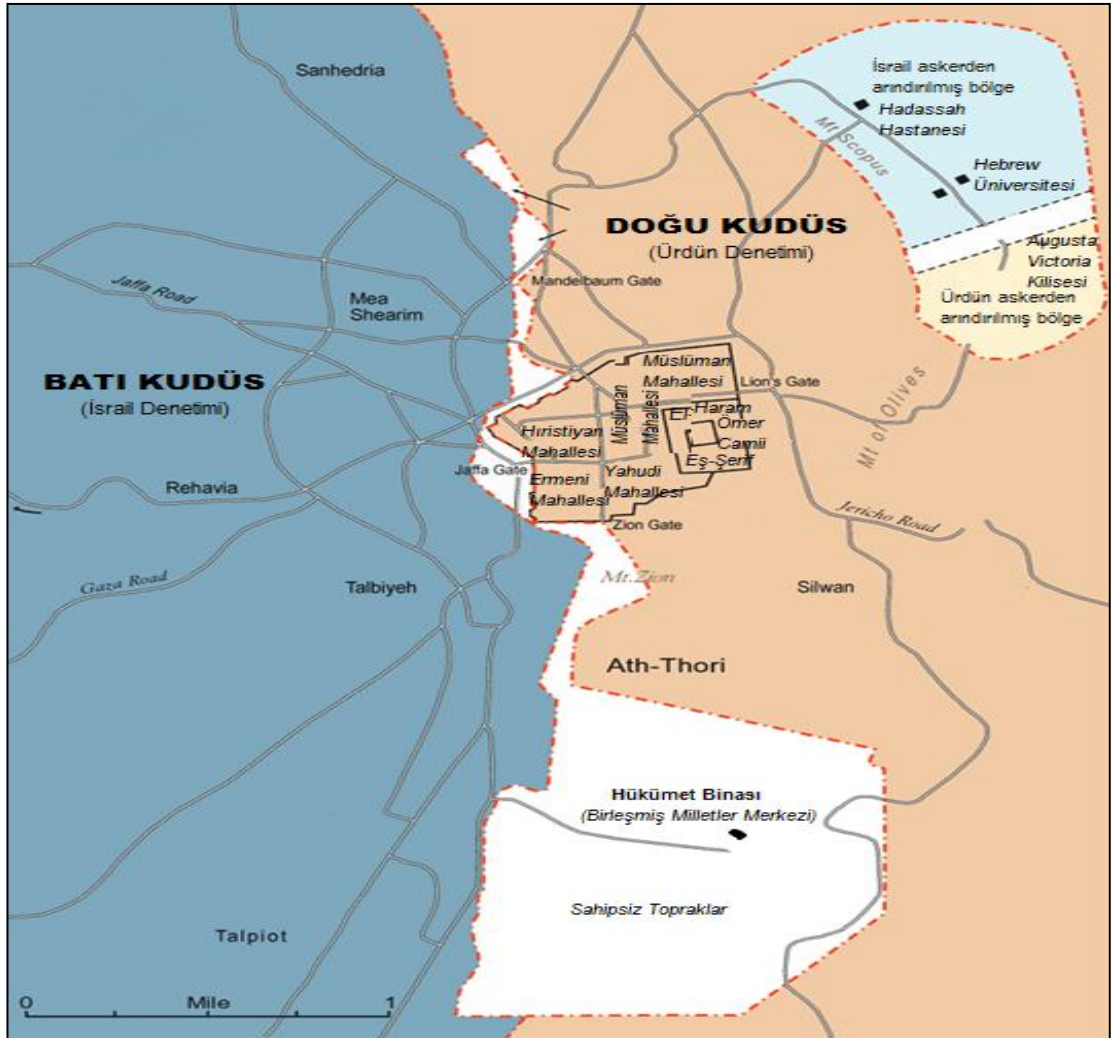 Sanhedria
İsrail askerden
arındırılmış bölge
Hadassah
Hastanesi
Mt Scopus
Hebrew
Üniversitesi
DOĞU KUDÜS
(Ürdün Denetimi)
Augusta
Victoria
Kilisesi
Ürdün askerden
arındırılmış bölge
Mandelbaum Gate
Jaffa Road
Mea
Shearim
BATI KUDÜS
(İsrail Denetimi)
Müslüman
Mahallesi
Lion's Gate
Müslüman
Mahallesi
El-
Haram
Ömer
Camii
Eş-Şerif
Hıristiyan
Mahallesi
Mt of Olives
Jaffa Gate
Ermeni
Mahallesi
Yahudi
Mahallesi
Rehavia
Zion Gate
Jericho Road
Gaza Road
Talbiyeh
Mt.Zion
Silwan
Ath-Thori
Hükümet Binası
(Birleşmiş Milletler Merkezi)
Sahipsiz Topraklar
Talpiot
0 Mile 1